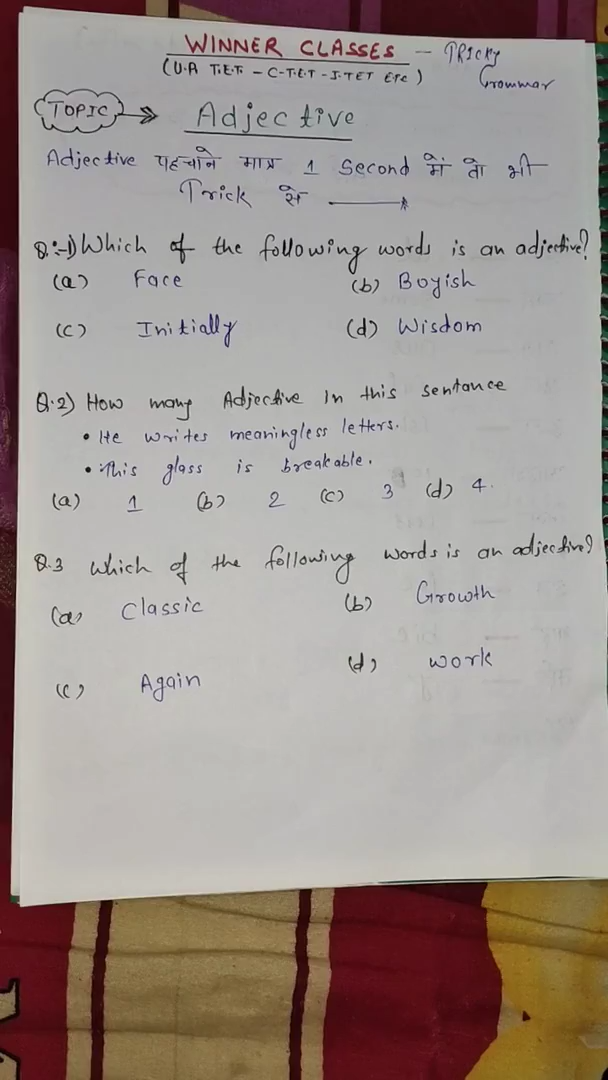 WINNER CLASSES - TRICKY
(U.P T.E.T. - C-T.E.T - S.TET ETC) Grammar
TOPIC Adjective
Adjective पहचाने मात्र 1 Second में वो भी
Trick से
Q:-1) Which of the following words is an adjective?
(a) Face (b) Boyish
(c) Initially (d) Wisdom
Q.2) How many Adjective In this sentence
• He writes meaningless letters.
• This glass is breakable.
(a) 1 (b) 2 (c) 3 (d) 4.
Q.3 Which of the following words is an adjective?
(a) Classic (b) Growth
(c) Again (d) work